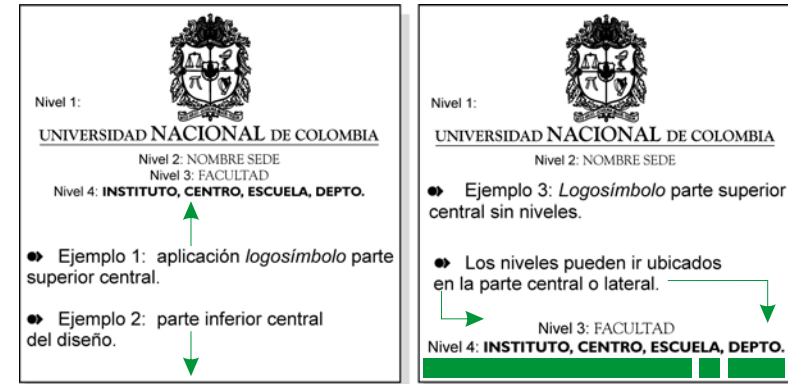 Nivel 1:
UNIVERSIDAD NACIONAL DE COLOMBIA
Nivel 2: NOMBRE SEDE
Nivel 3: FACULTAD
Nivel 4: INSTITUTO, CENTRO, ESCUELA, DEPTO.
Ejemplo 1: aplicación logosímbolo parte
superior central.
Ejemplo 2: parte inferior central
del diseño.
Nivel 1:
UNIVERSIDAD NACIONAL DE COLOMBIA
Nivel 2: NOMBRE SEDE
Ejemplo 3: Logosímbolo parte superior
central sin niveles.
Los niveles pueden ir ubicados
en la parte central o lateral.
Nivel 3: FACULTAD
Nivel 4: INSTITUTO, CENTRO, ESCUELA, DEPTO.